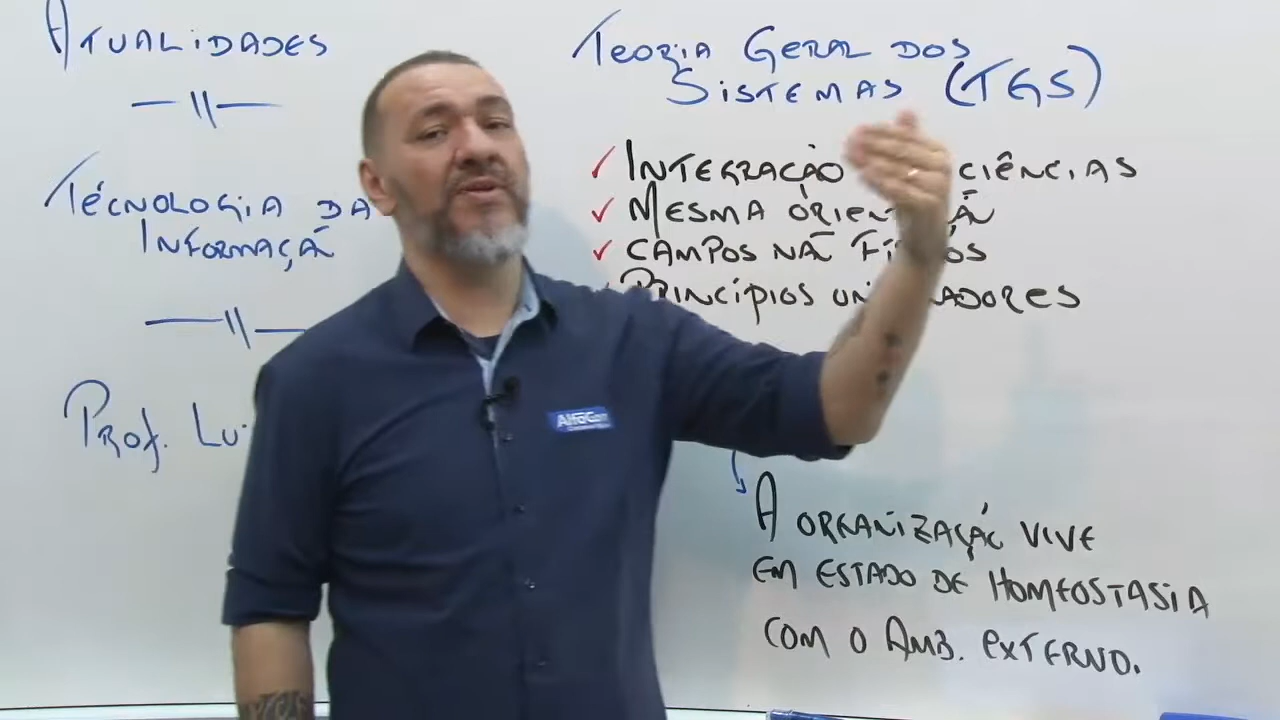 ATUALIDADES
TÉCNOLOGIA DA
INFORMAÇÃ
PROF.
TEORIA GERAL DOS
SISTEMAS (TGS)
✓ INTEGRAÇÃO CIÊNCIAS
✓ MESMA
✓ CAMPOS NÃ
PRINCÍPIOS
AlfaCon
A ORGANIZAÇÃ VIVE
EM ESTADO DE HOMEOSTASIA
COM O AMB. EXTERNO.